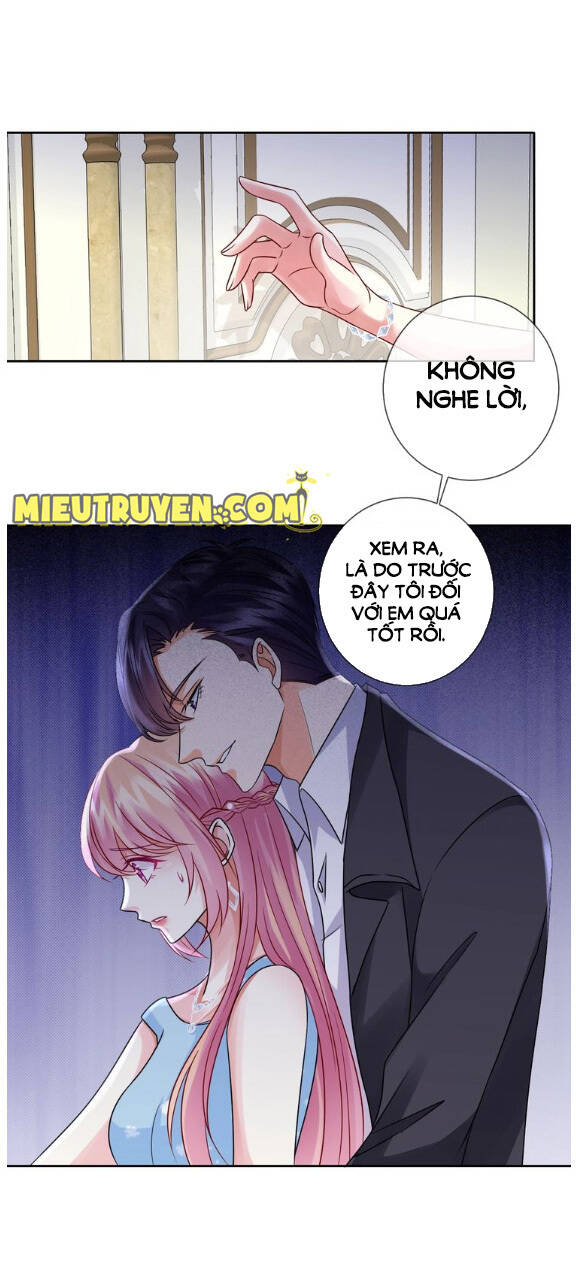 KHÔNG
NGHE LỜI,
MIEUTRUYEN.COM
XEM RA,
LÀ DO TRƯỚC
ĐÂY TÔI ĐỐI
VỚI EM QUÁ
TỐT RỒI.